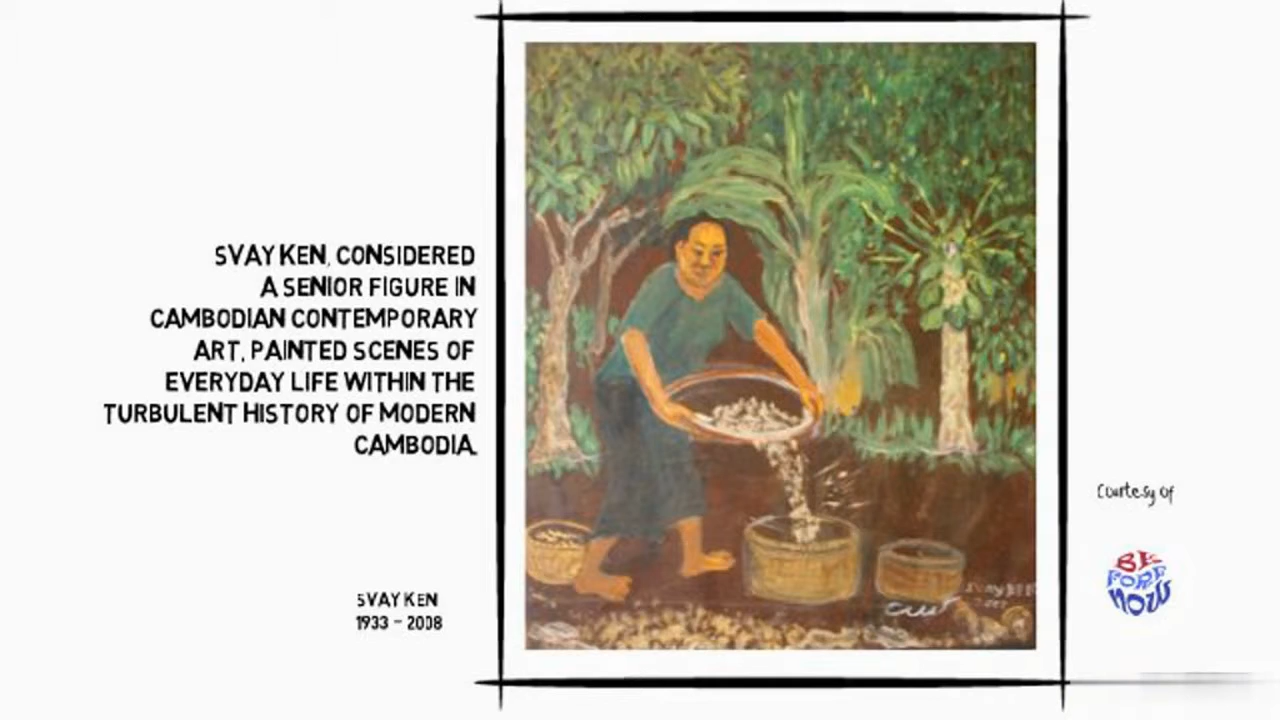 SVAY KEN, CONSIDERED
A SENIOR FIGURE IN
CAMBODIAN CONTEMPORARY
ART, PAINTED SCENES OF
EVERYDAY LIFE WITHIN THE
TURBULENT HISTORY OF MODERN
CAMBODIA.
SVAY KEN
1933 - 2008
Courtesy of
BE
FORE
NOW